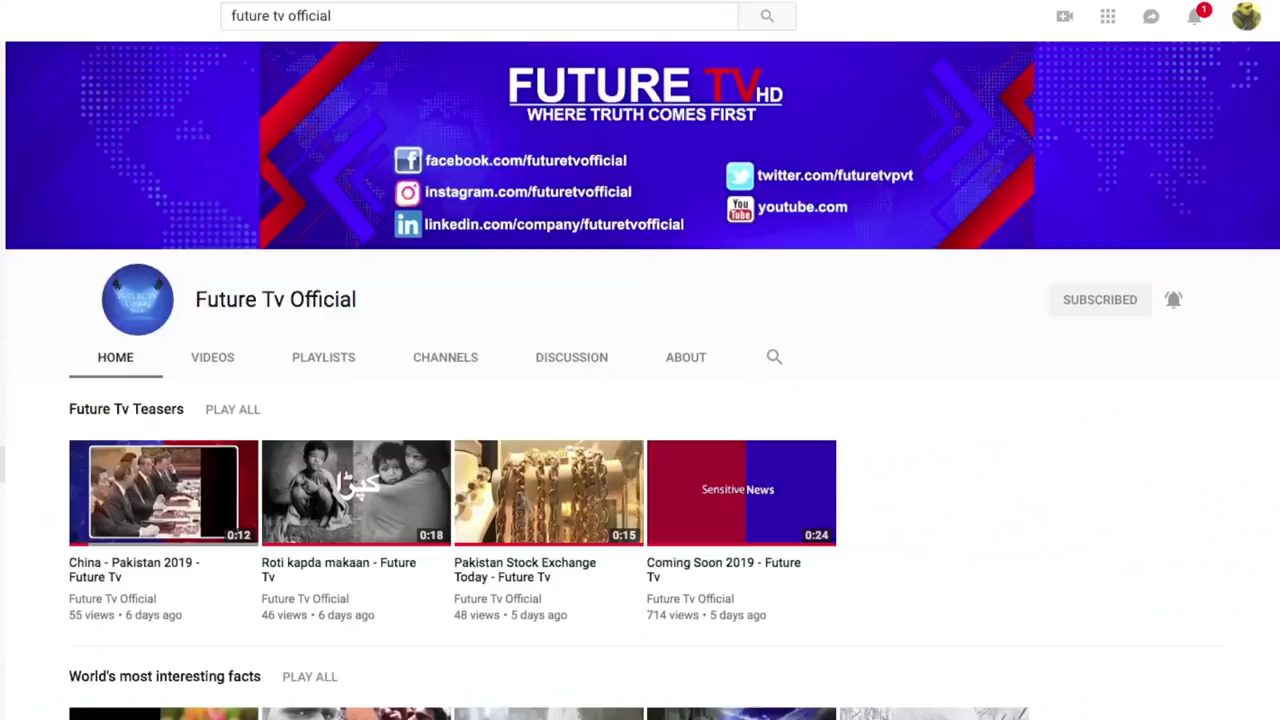 future tv official
1
FUTURE TV HD
WHERE TRUTH COMES FIRST
facebook.com/futuretvofficial
instagram.com/futuretvofficial
linkedin.com/company/futuretvofficial
twitter.com/futuretvpvt
You Tube youtube.com
Future Tv Official
SUBSCRIBED
HOME VIDEOS PLAYLISTS CHANNELS DISCUSSION ABOUT
Future Tv Teasers PLAY ALL
0:12
کپڑا
0:18
0:15
Sensitive News
0:24
China - Pakistan 2019 -
Future Tv
Future Tv Official
55 views • 6 days ago
Roti kapda makaan - Future
Tv
Future Tv Official
46 views • 6 days ago
Pakistan Stock Exchange
Today - Future Tv
Future Tv Official
48 views • 5 days ago
Coming Soon 2019 - Future
Tv
Future Tv Official
714 views • 5 days ago
World's most interesting facts PLAY ALL